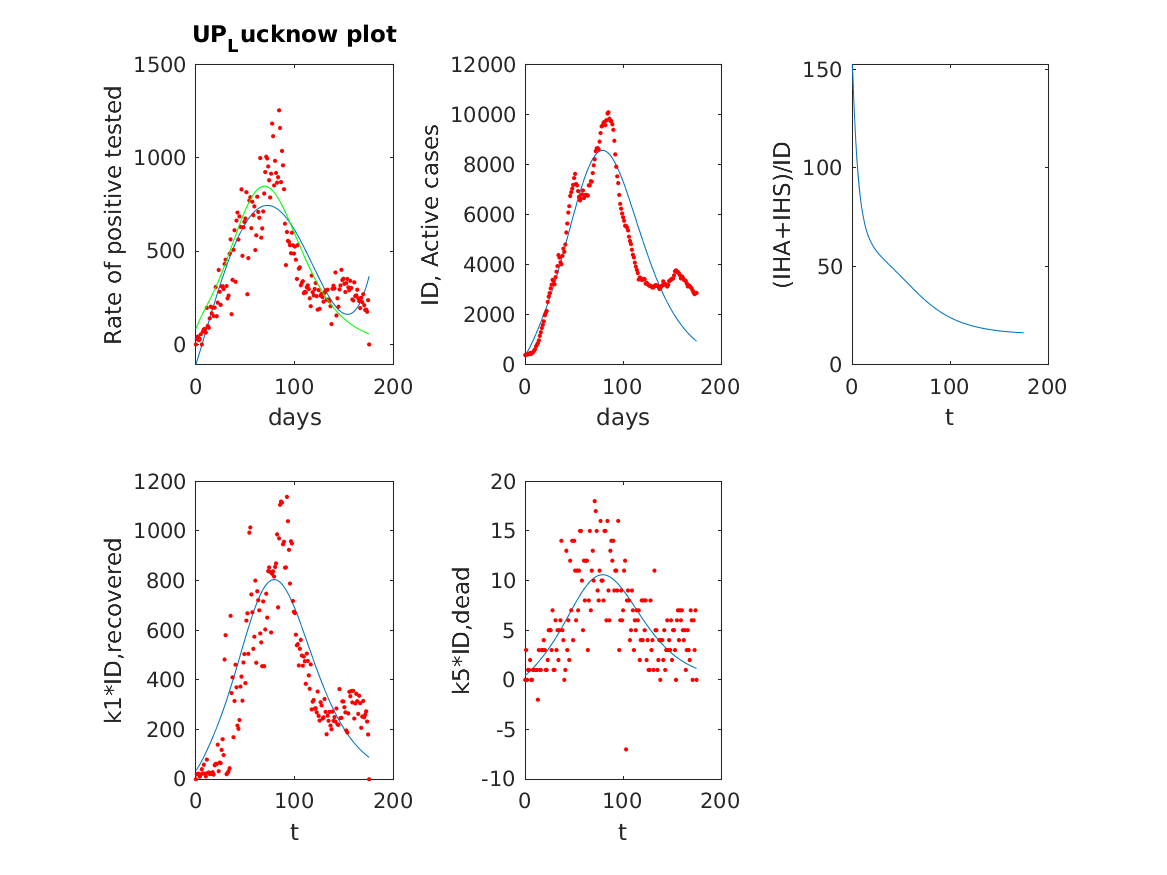 UP_Lucknow plot
1500
1000
500
0
Rate of positive tested
0 100 200
days
12000
10000
8000
6000
4000
2000
0
ID, Active cases
0 100 200
days
150
100
50
0
(IHA+IHS)/ID
0 100 200
t
1200
1000
800
600
400
200
0
k1*ID,recovered
0 100 200
t
20
15
10
5
0
-5
-10
k5*ID,dead
0 100 200
t